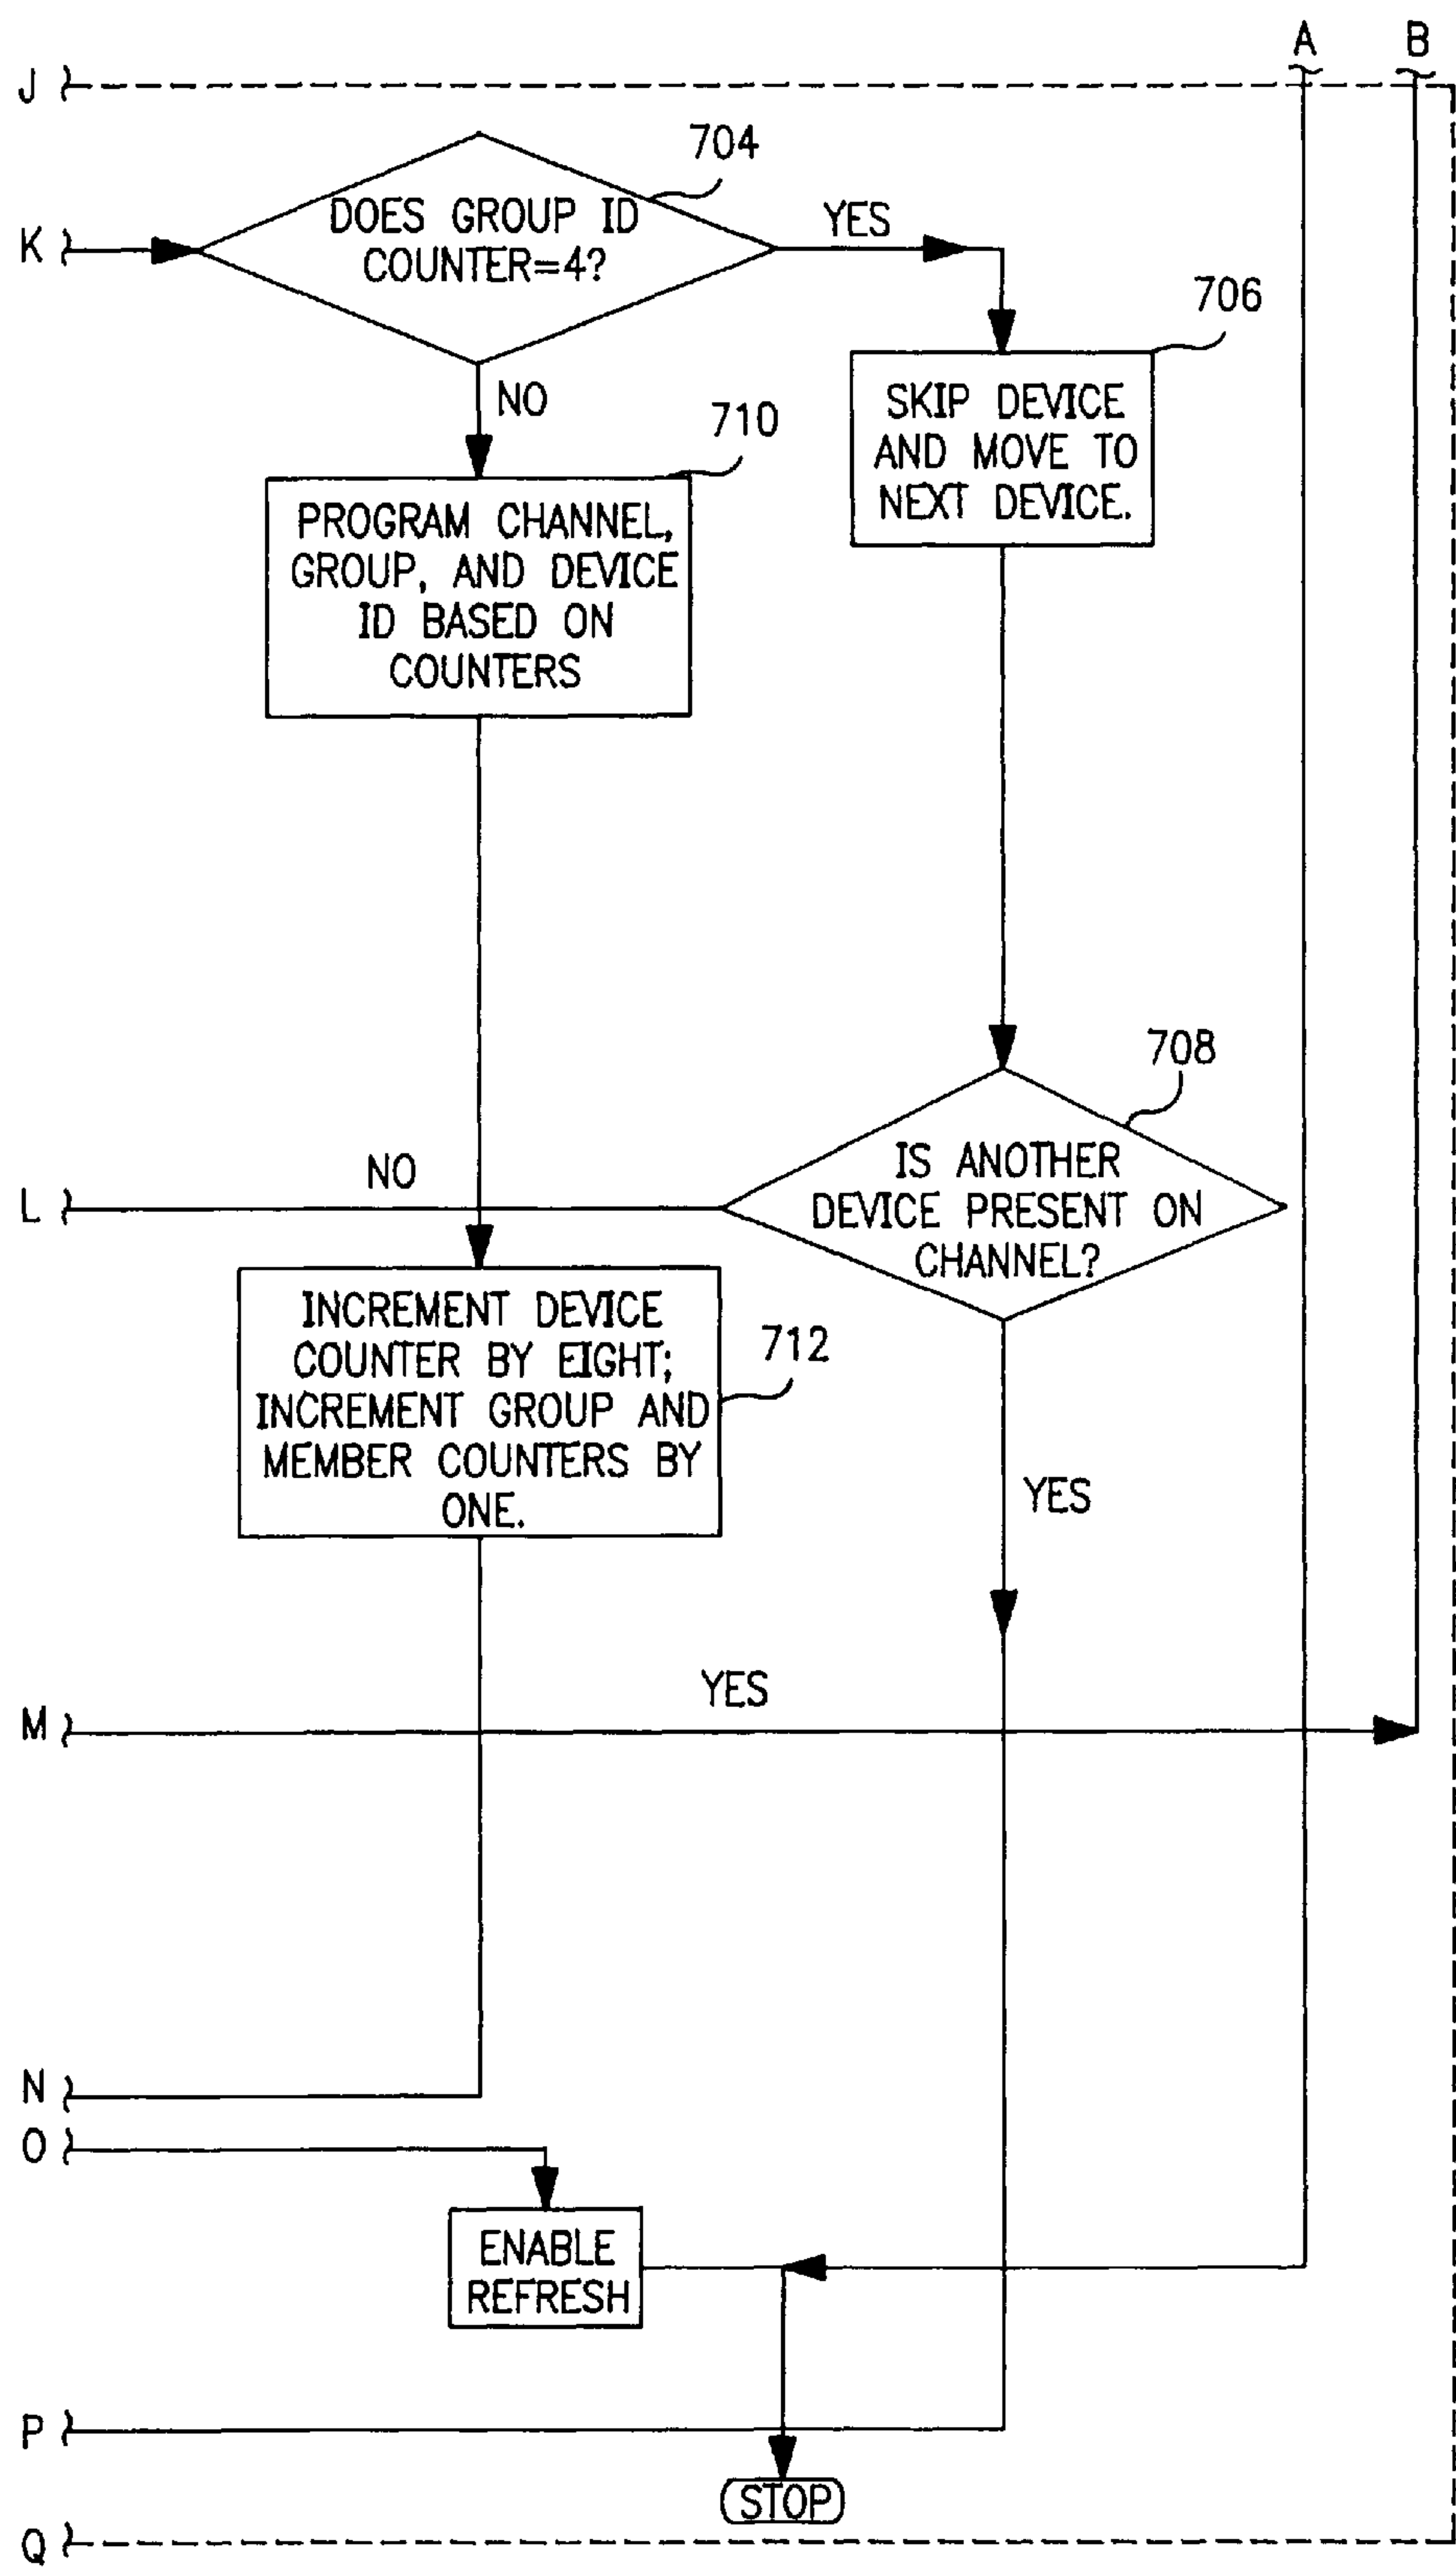 A B
J
704
DOES GROUP ID
COUNTER=4?
YES
K
706
NO
SKIP DEVICE
AND MOVE TO
NEXT DEVICE.
710
PROGRAM CHANNEL,
GROUP, AND DEVICE
ID BASED ON
COUNTERS
708
IS ANOTHER
DEVICE PRESENT ON
CHANNEL?
NO
L
INCREMENT DEVICE
COUNTER BY EIGHT;
INCREMENT GROUP AND
MEMBER COUNTERS BY
ONE.
712
YES
YES
M
N
O
ENABLE
REFRESH
P
STOP
Q